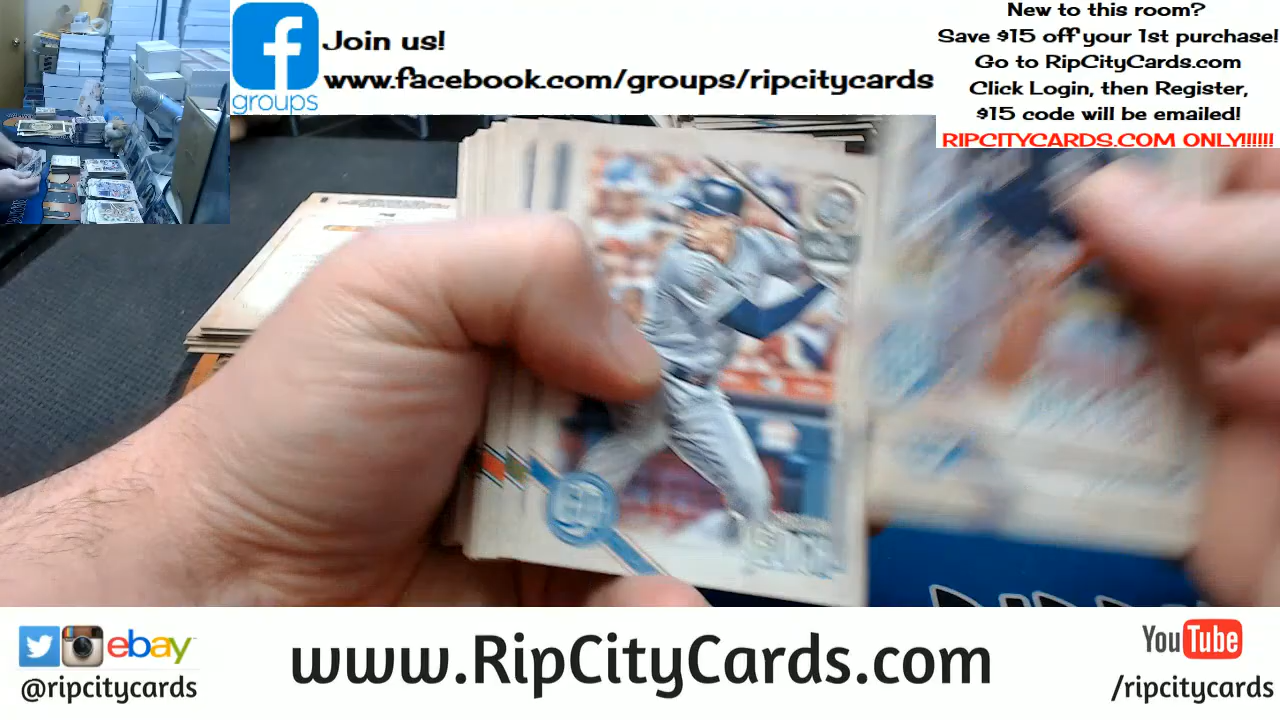 Join us!
www.facebook.com/groups/ripcitycards
groups
New to this room?
Save $15 off your 1st purchase!
Go to RipCityCards.com
Click Login, then Register,
$15 code will be emailed!
RIPCITYCARDS.COM ONLY!!!!!!
ebay
@ripcitycards
www.RipCityCards.com
YouTube
/ripcitycards